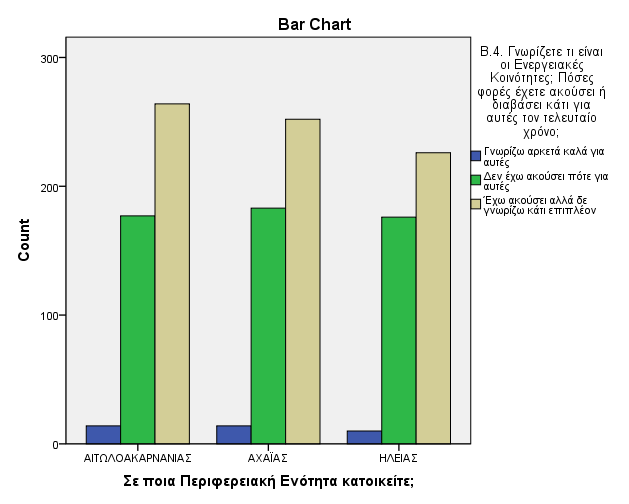 Bar Chart
Β.4. Γνωρίζετε τι είναι
οι Ενεργειακές
Κοινότητες; Πόσες
φορές έχετε ακούσει ή
διαβάσει κάτι για
αυτές τον τελευταίο
χρόνο;
Γνωρίζω αρκετά καλά για
αυτές
Δεν έχω ακούσει πότε για
αυτές
Έχω ακούσει αλλά δε
γνωρίζω κάτι επιπλέον
300
200
100
0
Count
ΑΙΤΩΛΟΑΚΑΡΝΑΝΙΑΣ
ΑΧΑΪΑΣ
ΗΛΕΙΑΣ
Σε ποια Περιφερειακή Ενότητα κατοικείτε;